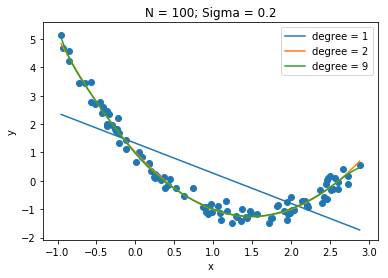 N = 100; Sigma = 0.2
degree = 1
degree = 2
degree = 9
y
5
4
3
2
1
0
−1
−2
−1.0 −0.5 0.0 0.5 1.0 1.5 2.0 2.5 3.0
x